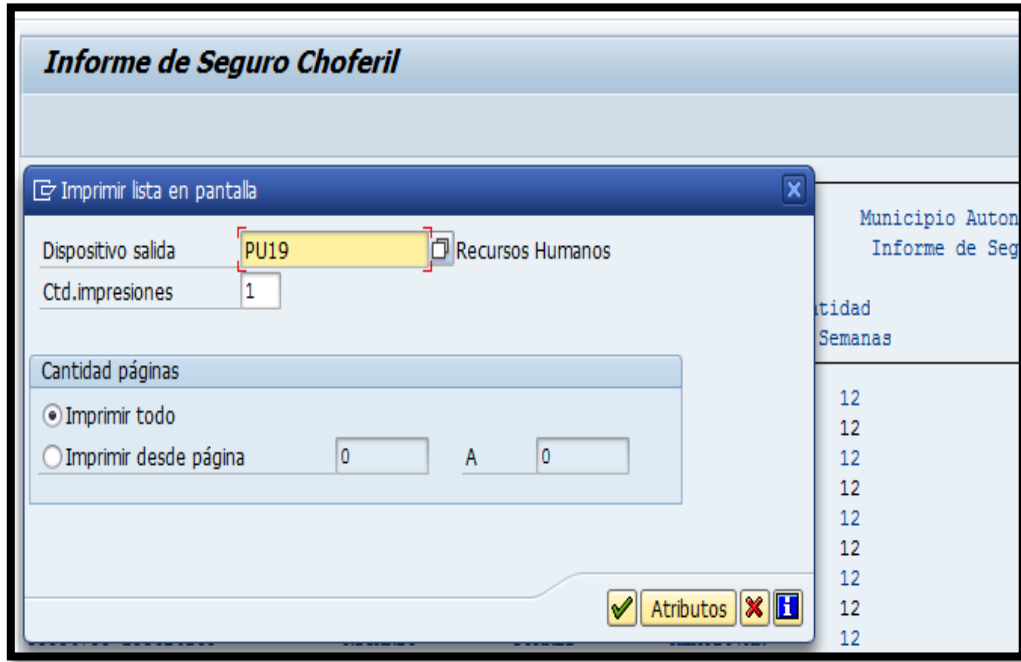 Informe de Seguro Choferil
Imprimir lista en pantalla
Dispositivo salida PU19 Recursos Humanos
Ctd.impresiones 1
Cantidad páginas
Imprimir todo
Imprimir desde página 0 A 0
Atributos
Municipio Auton
Informe de Seg
tidad
Semanas
12
12
12
12
12
12
12
12
12